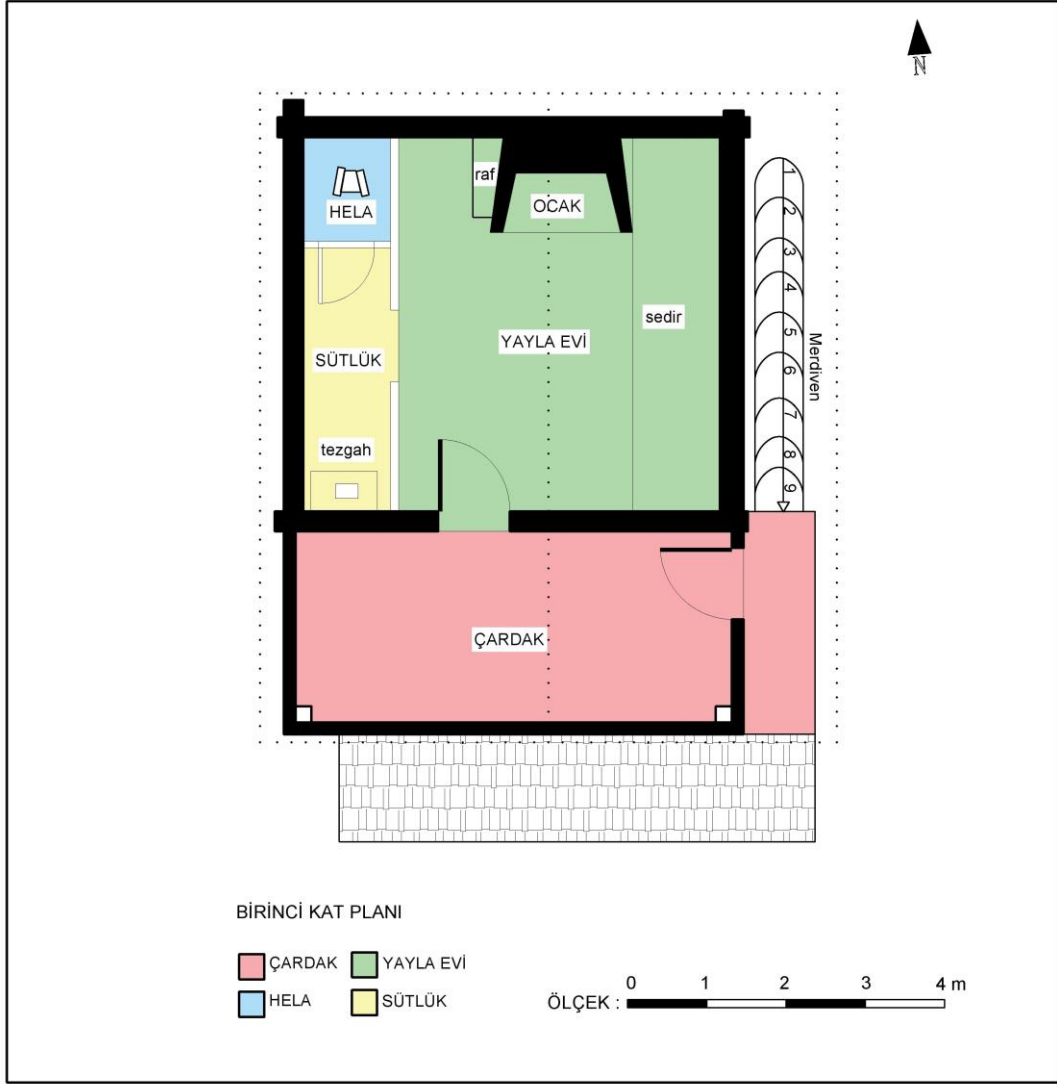 N
raf
HELA
OCAK
1
2
3
4
5
6
7
8
9
Merdiven
sedir
YAYLA EVİ
SÜTLÜK
tezgah
ÇARDAK
BİRİNCİ KAT PLANI
ÇARDAK YAYLA EVİ
HELA SÜTLÜK
ÖLÇEK : 0 1 2 3 4 m